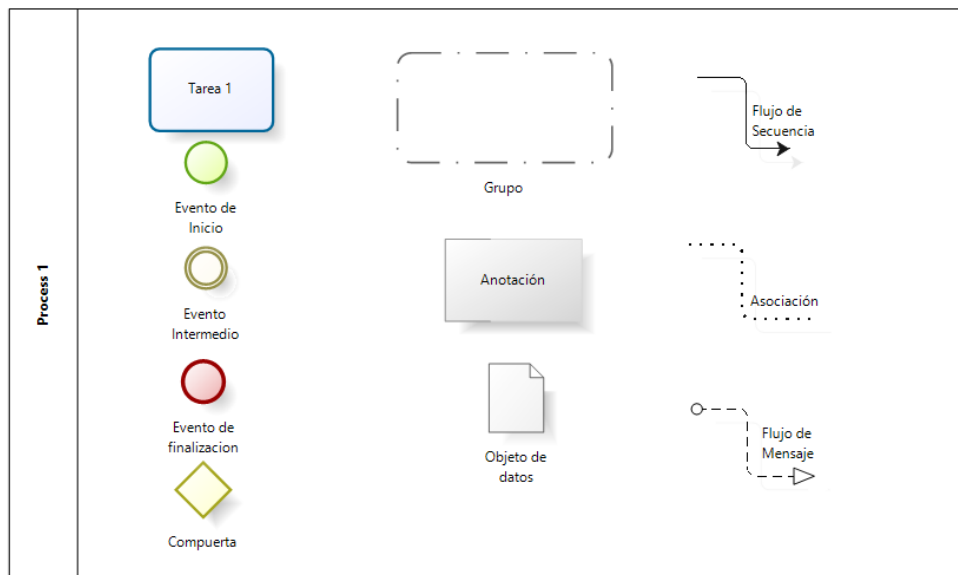 Process 1
Tarea 1
Evento de
Inicio
Evento
Intermedio
Evento de
finalizacion
Compuerta
Grupo
Anotación
Objeto de
datos
Flujo de
Secuencia
Asociación
Flujo de
Mensaje